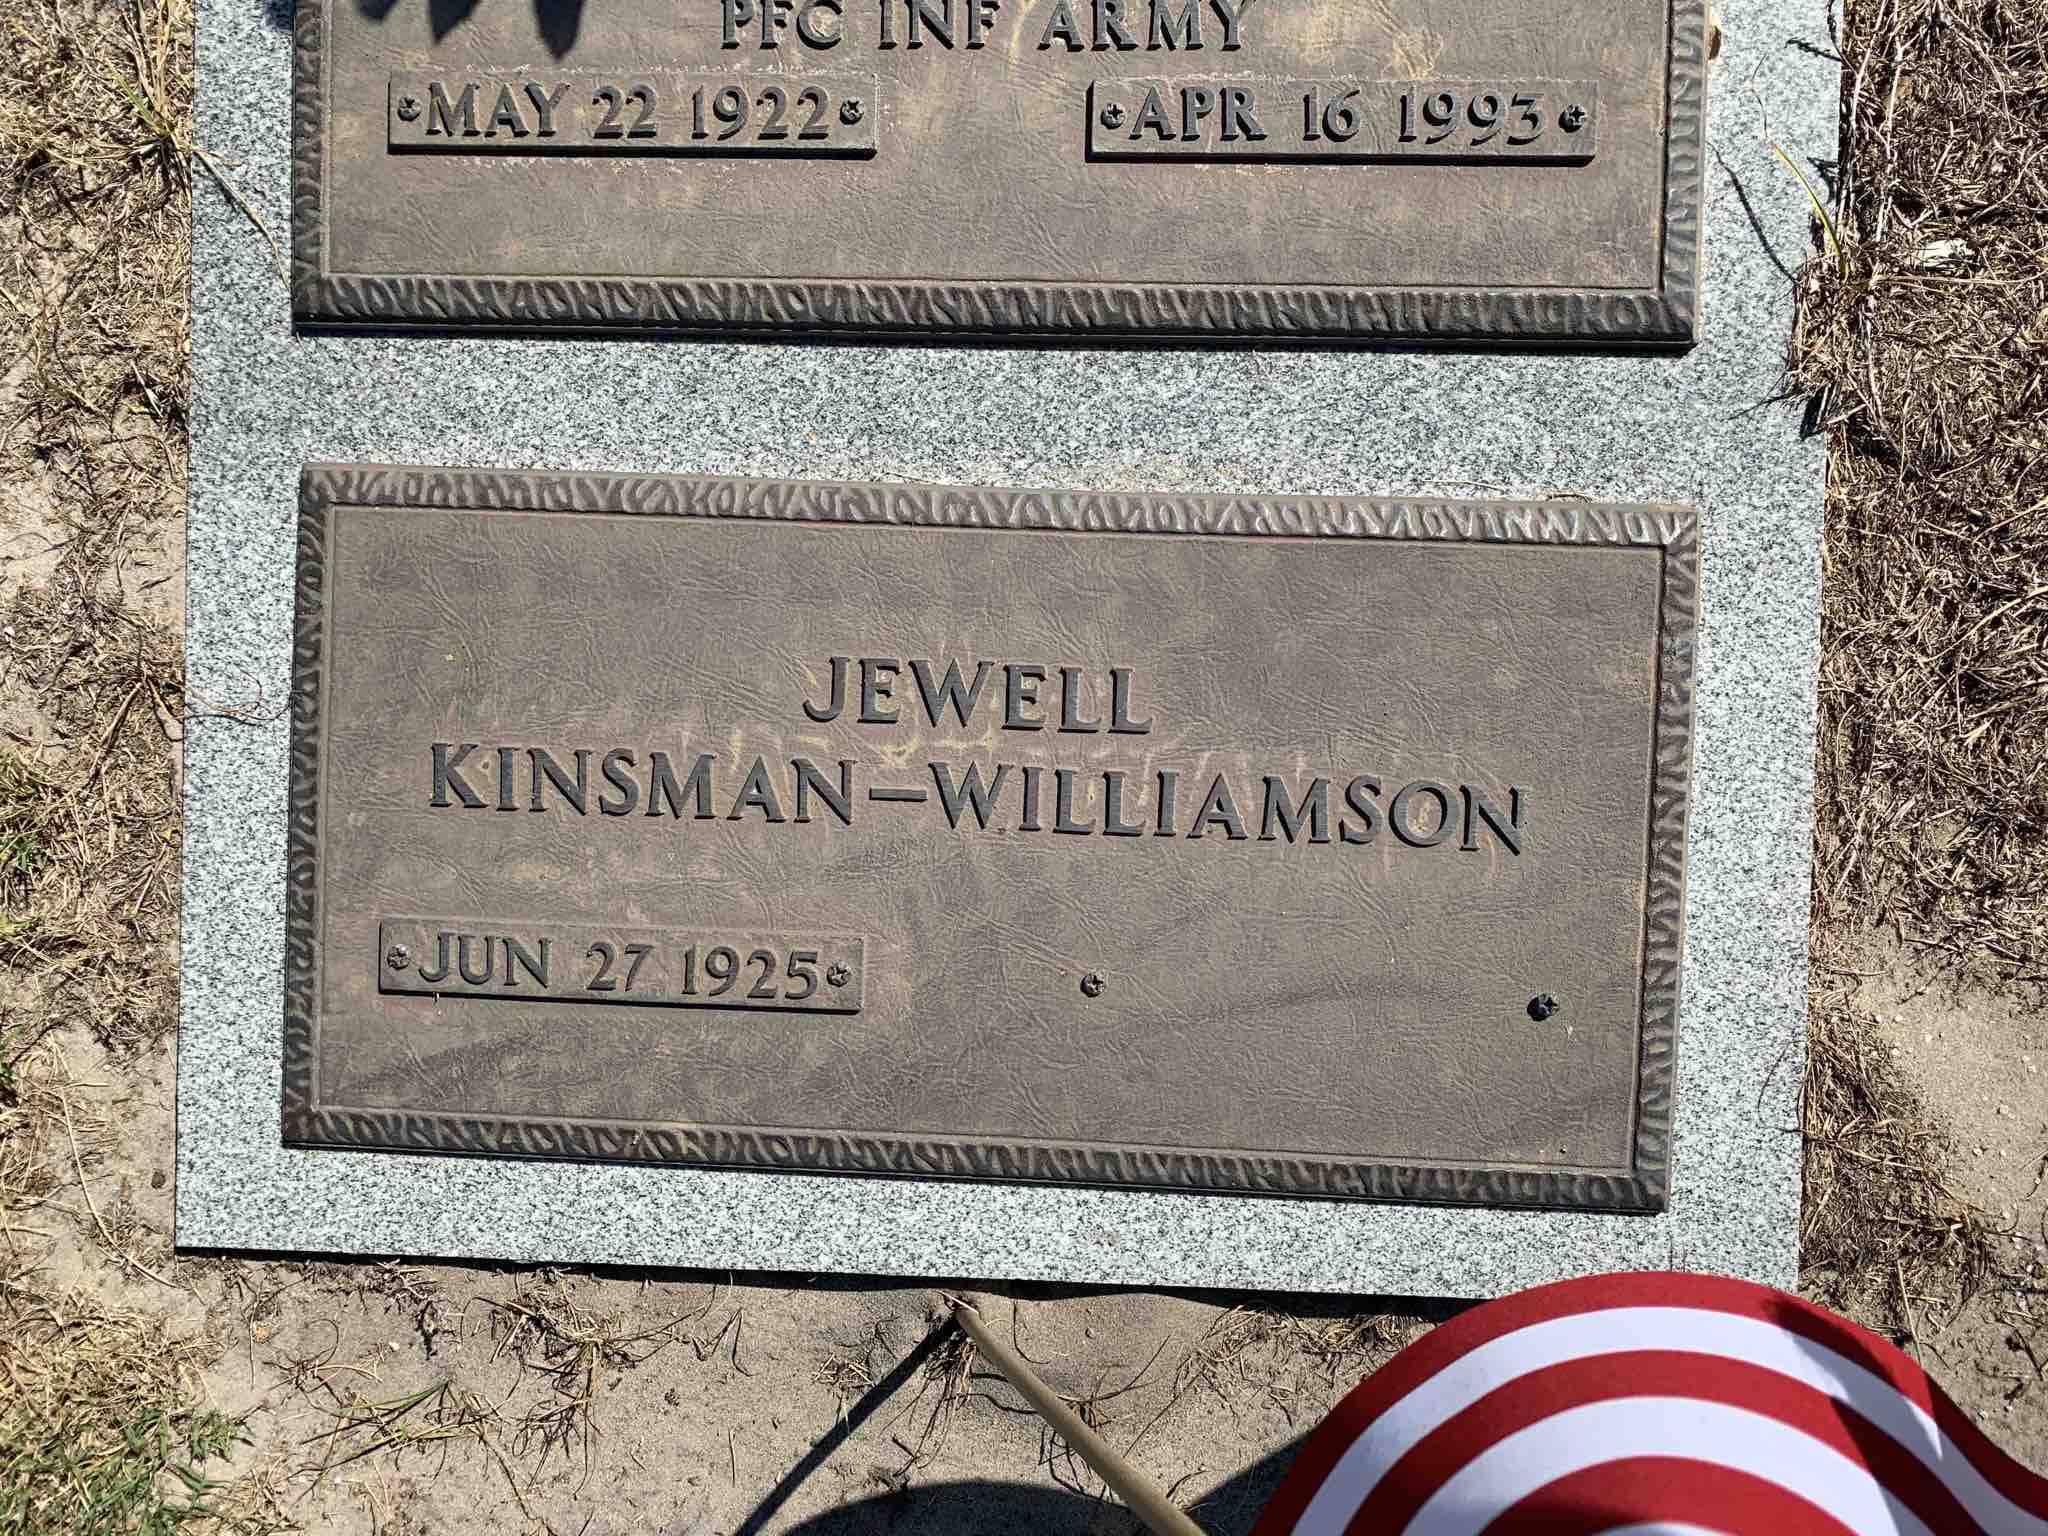 PFC INF ARMY
MAY 22 1922
APR 16 1993
JEWELL
KINSMAN–WILLIAMSON
JUN 27 1925